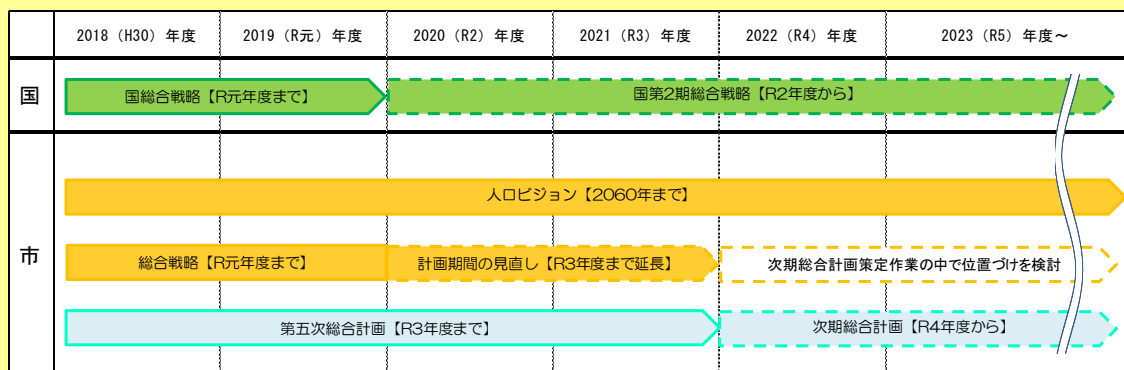 2018（H30）年度
2019（R元）年度
2020（R2）年度
2021（R3）年度
2022（R4）年度
2023（R5）年度～
国
国総合戦略【R元年度まで】
国第2期総合戦略【R2年度から】
市
人口ビジョン【2060年まで】
総合戦略【R元年度まで】
計画期間の見直し【R3年度まで延長】
次期総合計画策定作業の中で位置づけを検討
第五次総合計画【R3年度まで】
次期総合計画【R4年度から】